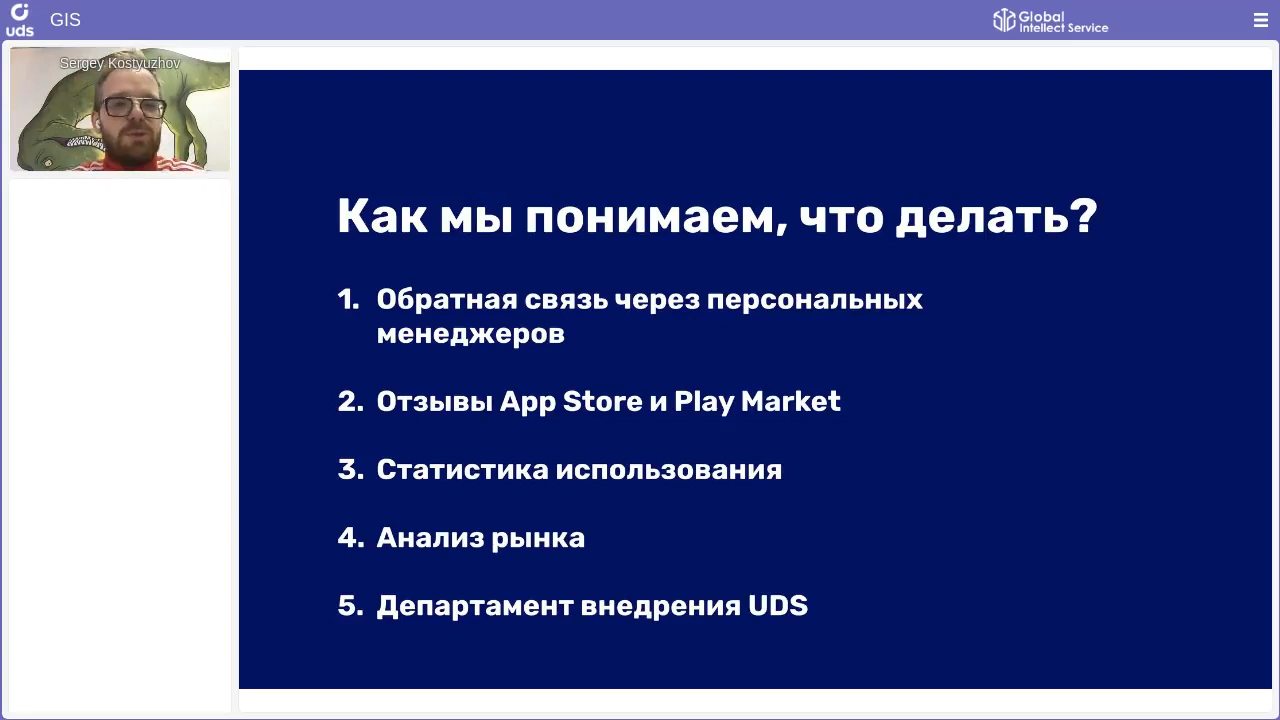 uds
GIS
Global
Intellect Service
Sergey Kostyuzhov
Как мы понимаем, что делать?
1. Обратная связь через персональных
менеджеров
2. Отзывы App Store и Play Market
3. Статистика использования
4. Анализ рынка
5. Департамент внедрения UDS